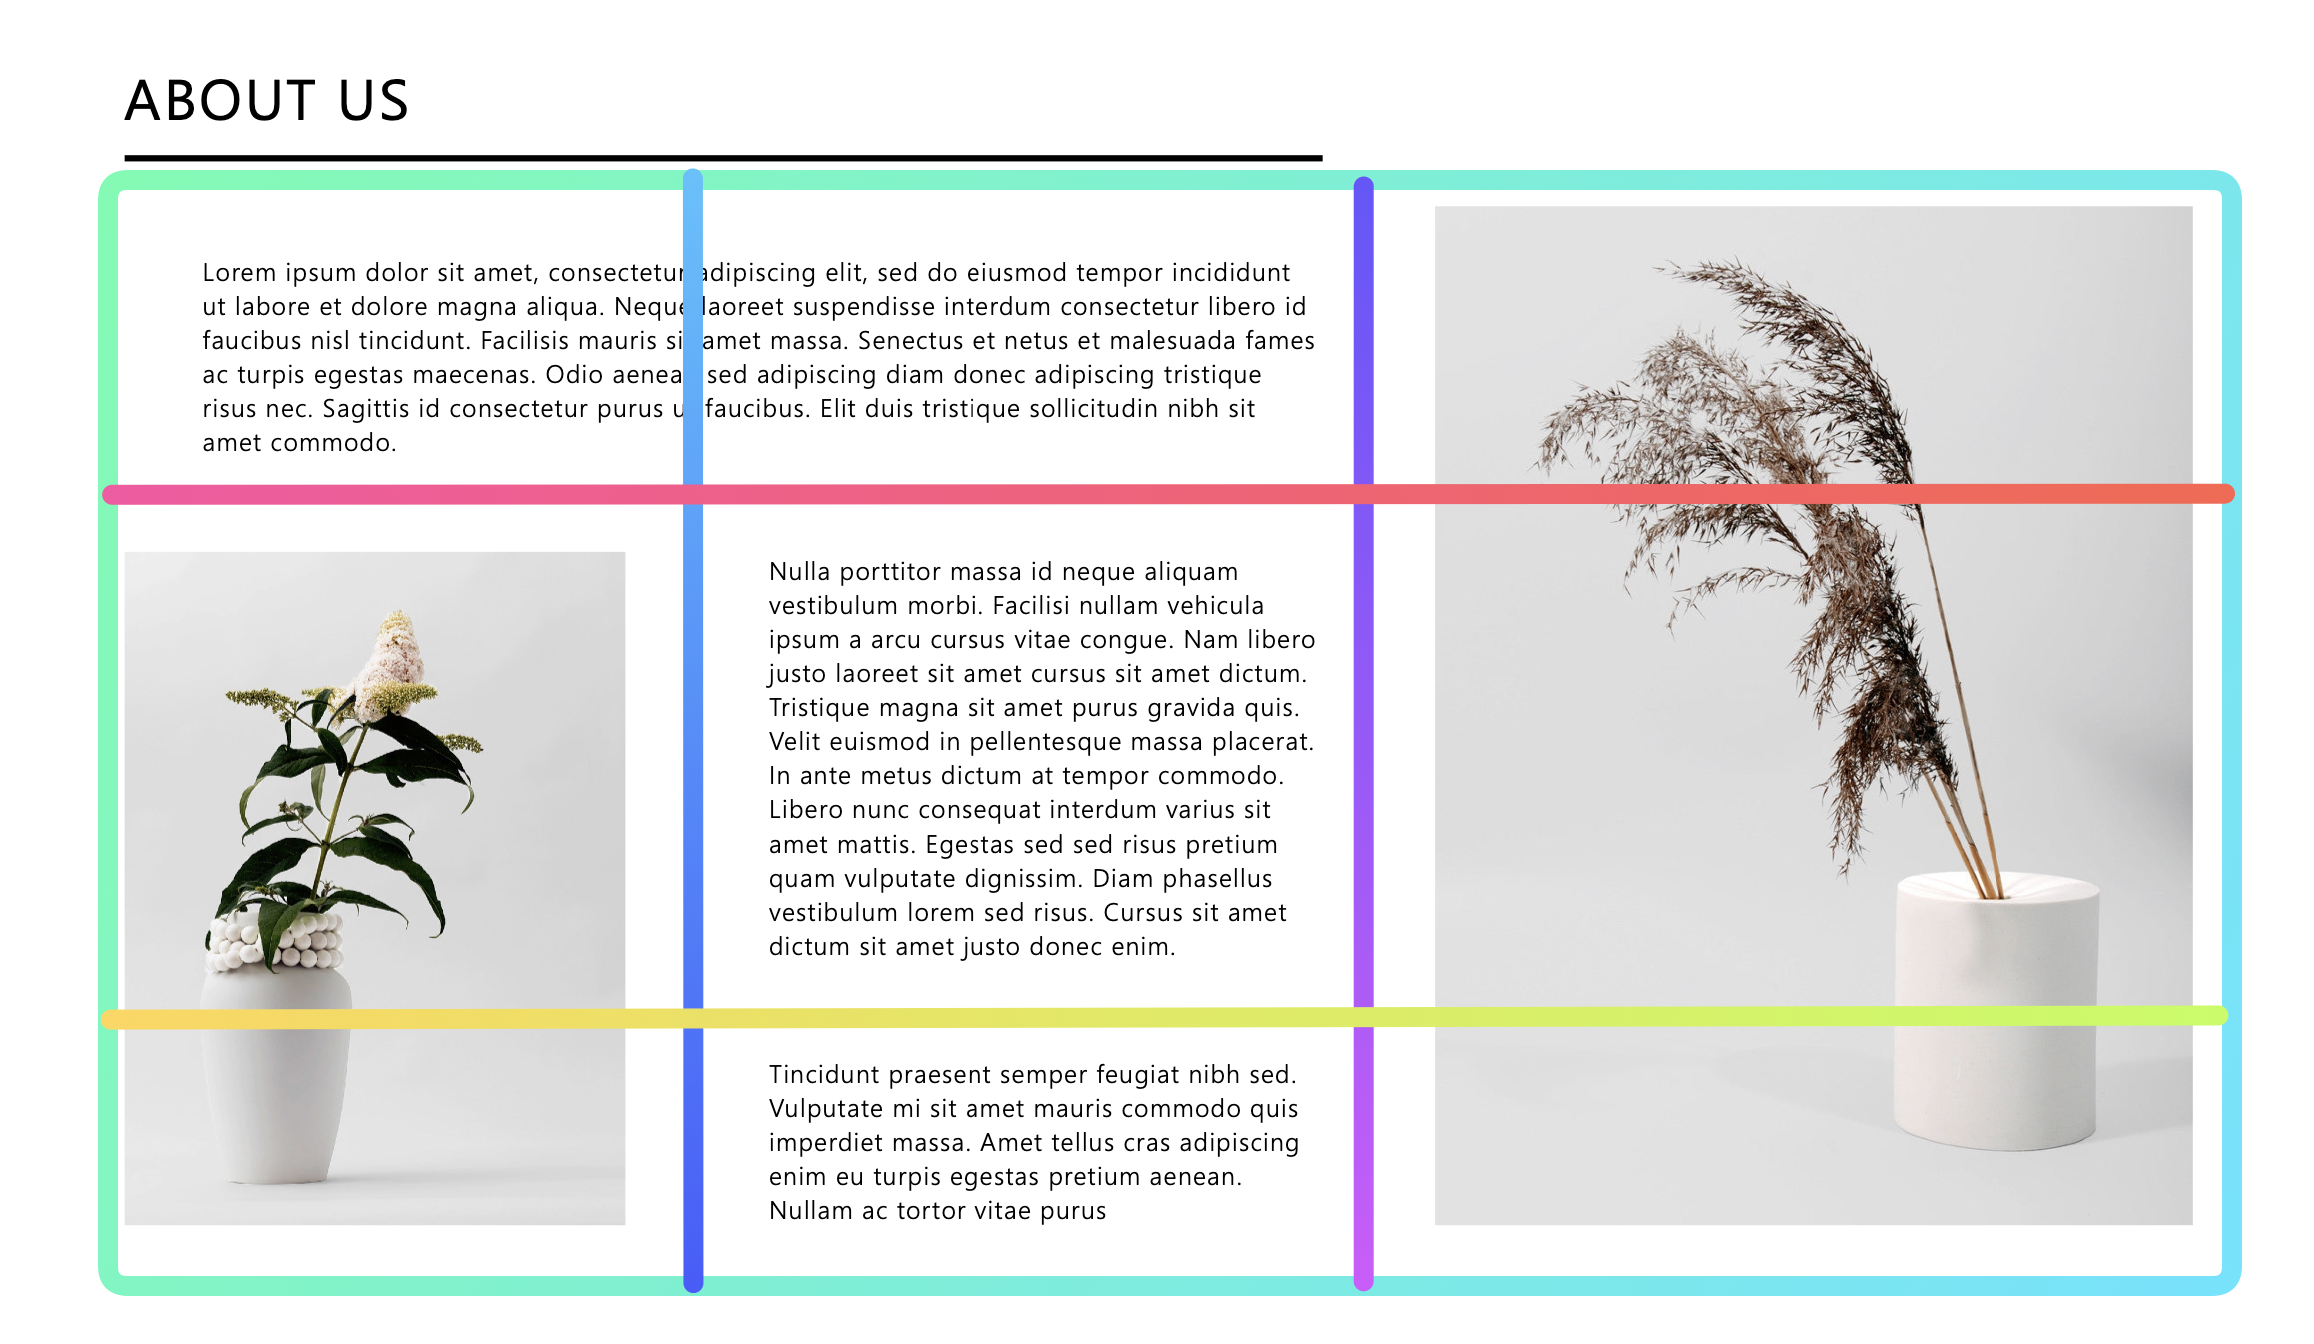 ABOUT US
Lorem ipsum dolor sit amet, consectetur adipiscing elit, sed do eiusmod tempor incididunt
ut labore et dolore magna aliqua. Neque laoreet suspendisse interdum consectetur libero id
faucibus nisl tincidunt. Facilisis mauris sit amet massa. Senectus et netus et malesuada fames
ac turpis egestas maecenas. Odio aenean sed adipiscing diam donec adipiscing tristique
risus nec. Sagittis id consectetur purus ut faucibus. Elit duis tristique sollicitudin nibh sit
amet commodo.
Nulla porttitor massa id neque aliquam
vestibulum morbi. Facilisi nullam vehicula
ipsum a arcu cursus vitae congue. Nam libero
justo laoreet sit amet cursus sit amet dictum.
Tristique magna sit amet purus gravida quis.
Velit euismod in pellentesque massa placerat.
In ante metus dictum at tempor commodo.
Libero nunc consequat interdum varius sit
amet mattis. Egestas sed sed risus pretium
quam vulputate dignissim. Diam phasellus
vestibulum lorem sed risus. Cursus sit amet
dictum sit amet justo donec enim.
Tincidunt praesent semper feugiat nibh sed.
Vulputate mi sit amet mauris commodo quis
imperdiet massa. Amet tellus cras adipiscing
enim eu turpis egestas pretium aenean.
Nullam ac tortor vitae purus